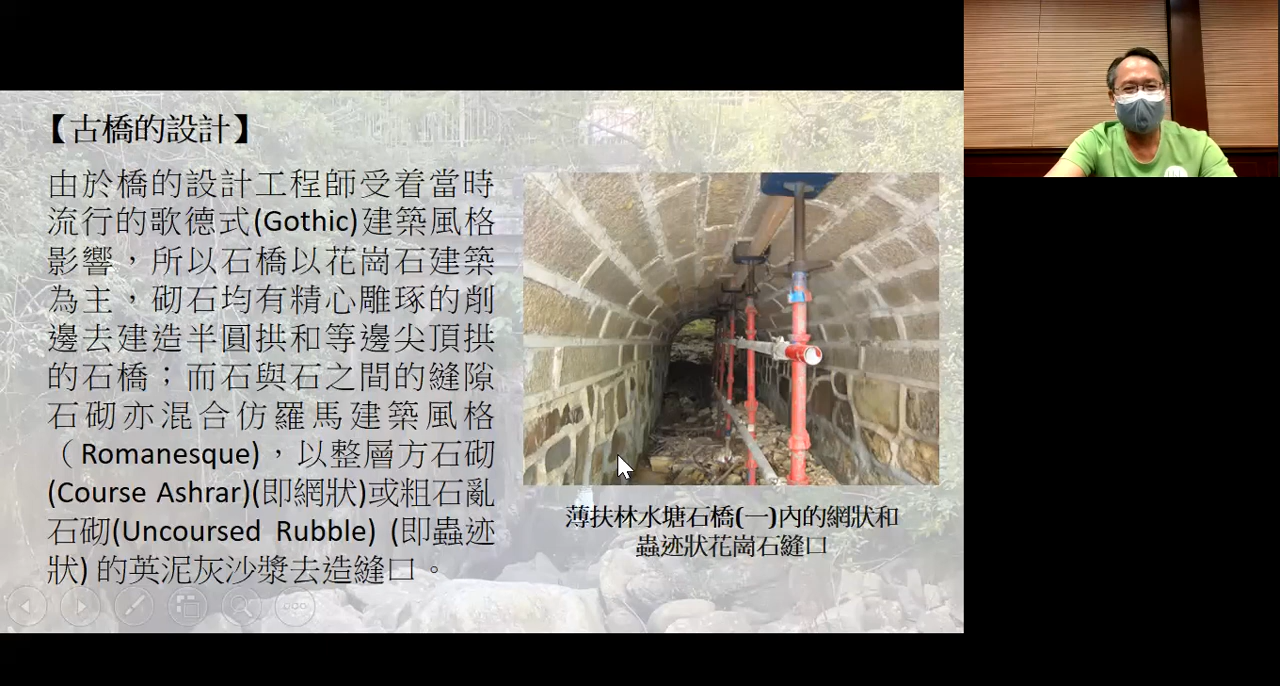 【古橋的設計】
由於橋的設計工程師受着當時
流行的歌德式(Gothic)建築風格
影響，所以石橋以花崗石建築
為主，砌石均有精心雕琢的削
邊去建造半圓拱和等邊尖頂拱
的石橋；而石與石之間的縫隙
石砌亦混合仿羅馬建築風格
（Romanesque)，以整層方石砌
(Course Ashrar)(即網狀)或粗石亂
石砌(Uncoursed Rubble) (即蟲迹
狀) 的英泥灰沙漿去造縫口。
薄扶林水塘石橋(一)內的網狀和
蟲迹狀花崗石縫口